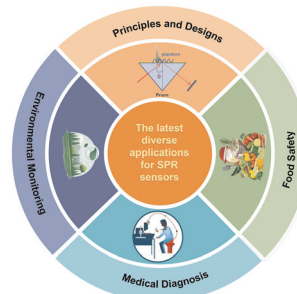 Principles and Designs
Prism
Environmental Monitoring
The latest
diverse
applications
for SPR
sensors
Food Safety
Medical Diagnosis